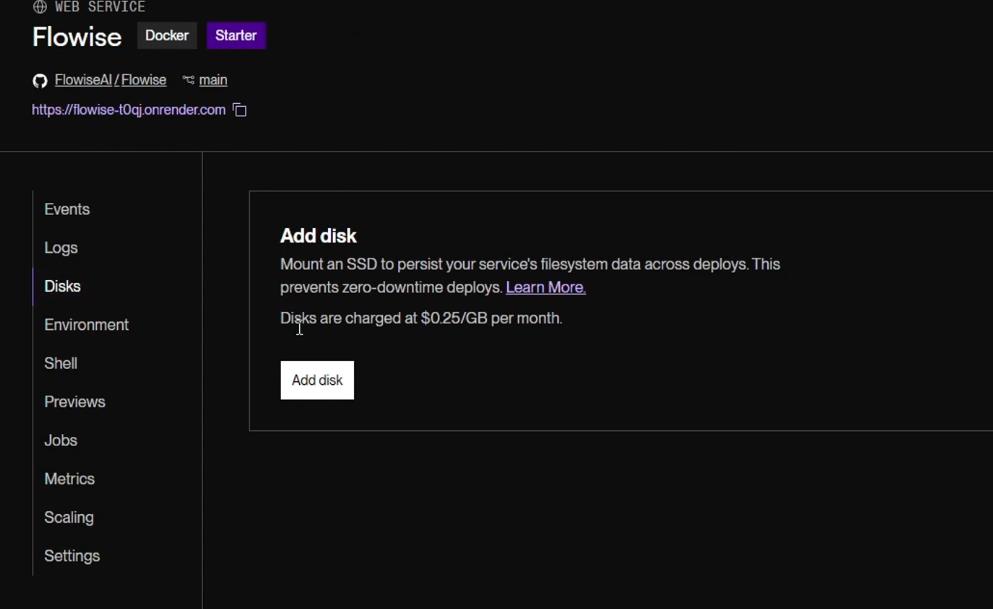 WEB SERVICE
Flowise Docker Starter
FlowiseAI / Flowise main
https://flowise-t0qj.onrender.com
Events
Logs
Disks
Environment
Shell
Previews
Jobs
Metrics
Scaling
Settings
Add disk
Mount an SSD to persist your service's filesystem data across deploys. This
prevents zero-downtime deploys. Learn More.
Disks are charged at $0.25/GB per month.
Add disk